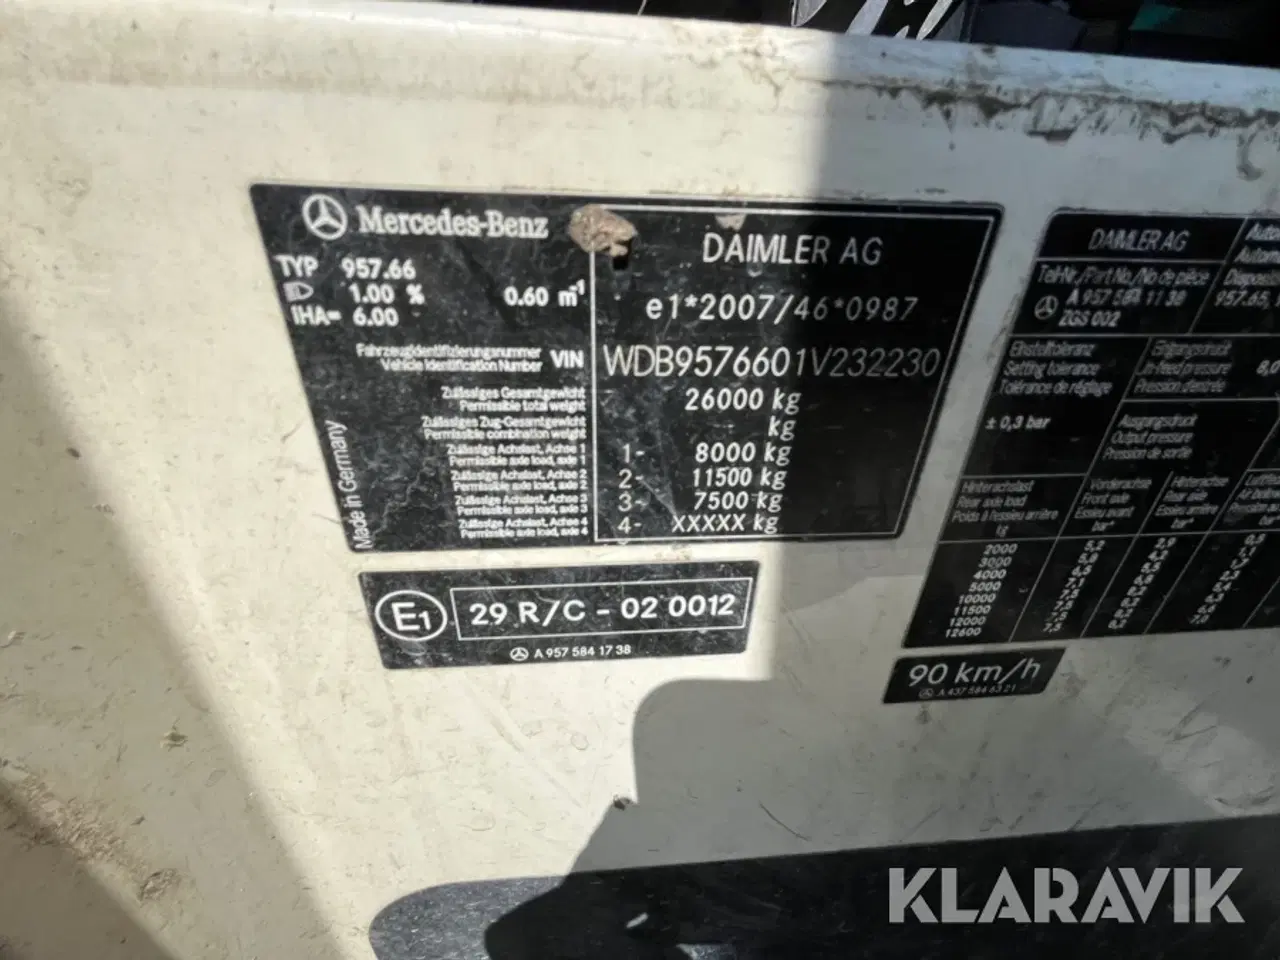 Mercedes-Benz
TYP 957.66
1.00 % 0.60 m⁻¹
IHA= 6.00
DAIMLER AG
e1*2007/46*0987
Fahrzeugidentifizierungsnummer
Vehicle Identification Number VIN WDB9576601V232230
Zulässiges Gesamtgewicht
Permissible total weight 26000 kg
Zulässiges Zug-Gesamtgewicht
Permissible combination weight kg
Zulässige Achslast, Achse 1
Permissible axle load, axle 1 1- 8000 kg
Zulässige Achslast, Achse 2
Permissible axle load, axle 2 2- 11500 kg
Zulässige Achslast, Achse 3
Permissible axle load, axle 3 3- 7500 kg
Zulässige Achslast, Achse 4
Permissible axle load, axle 4 4- XXXXX kg
Made in Germany
E1 29 R/C - 02 0012
A 957 584 17 38
DAIMLER AG
Teil-Nr./Part No./No de pièce
A 957 584 11 38
ZGS 002
957.65,
Einstelltoleranz
Setting tolerance
Tolérance de réglage
± 0,3 bar
Eingangsdruck
Pression d'entrée
8,0
Ausgangsdruck
Output pressure
Pression de sortie
Hinterachslast
Rear axle load
Poids à l'essieu arrière
kg
Vorderachse
Front axle
Essieu avant
bar*
Hinterachse
Rear axle
Essieu arrière
bar*
2000 5,2 2,9
3000
4000
5000
10000
11500
12000
12600
90 km/h
A 437 584 63 21
KLARAVIK